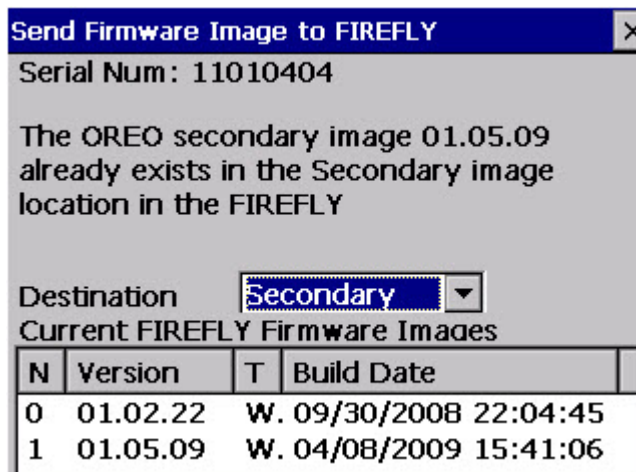 Send Firmware Image to FIREFLY
Serial Num: 11010404
The OREO secondary image 01.05.09
already exists in the Secondary image
location in the FIREFLY
Destination Secondary
Current FIREFLY Firmware Images
N Version T Build Date
0 01.02.22 W. 09/30/2008 22:04:45
1 01.05.09 W. 04/08/2009 15:41:06